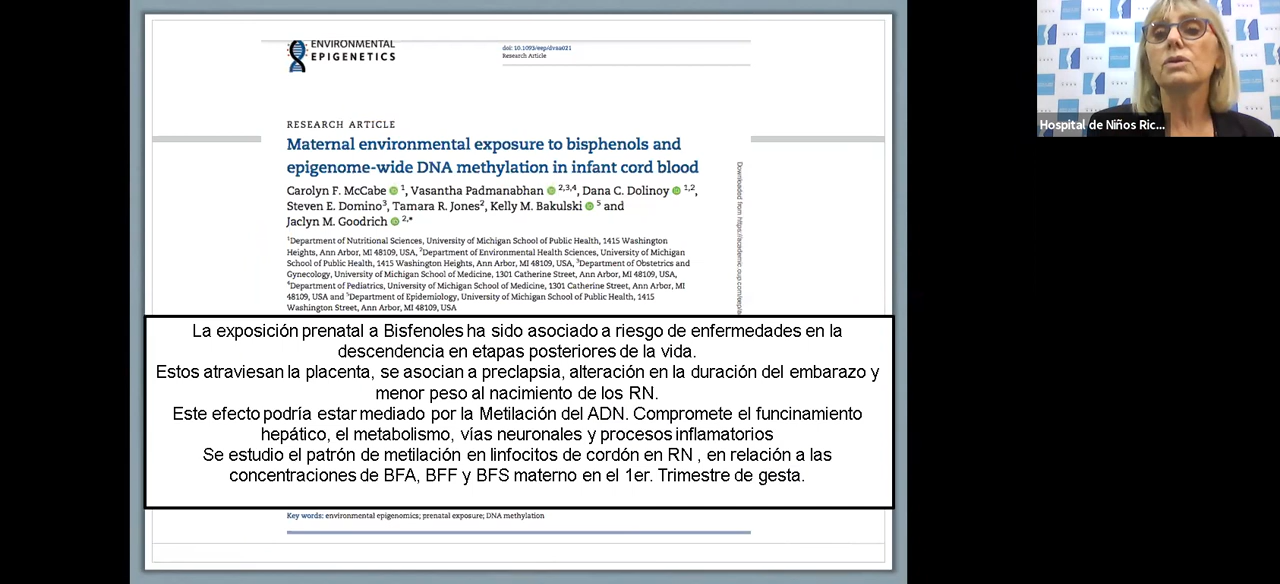 ENVIRONMENTAL
EPIGENETICS
doi: 10.1093/eep/dvaa021
Research Article
RESEARCH ARTICLE
Maternal environmental exposure to bisphenols and
epigenome-wide DNA methylation in infant cord blood
Carolyn F. McCabe 1, Vasantha Padmanabhan 2,3,4, Dana C. Dolinoy 1,2,
Steven E. Domino3, Tamara R. Jones2, Kelly M. Bakulski 5 and
Jaclyn M. Goodrich 2,*
1Department of Nutritional Sciences, University of Michigan School of Public Health, 1415 Washington
Heights, Ann Arbor, MI 48109, USA, 2Department of Environmental Health Sciences, University of Michigan
School of Public Health, 1415 Washington Heights, Ann Arbor, MI 48109, USA, 3Department of Obstetrics and
Gynecology, University of Michigan School of Medicine, 1301 Catherine Street, Ann Arbor, MI 48109, USA,
4Department of Pediatrics, University of Michigan School of Medicine, 1301 Catherine Street, Ann Arbor, MI
48109, USA and 5Department of Epidemiology, University of Michigan School of Public Health, 1415
Washington Street, Ann Arbor, MI 48109, USA
Downloaded from https://academic.oup.com/eep/a
La exposición prenatal a Bisfenoles ha sido asociado a riesgo de enfermedades en la
descendencia en etapas posteriores de la vida.
Estos atraviesan la placenta, se asocian a preclapsia, alteración en la duración del embarazo y
menor peso al nacimiento de los RN.
Este efecto podría estar mediado por la Metilación del ADN. Compromete el funcinamiento
hepático, el metabolismo, vías neuronales y procesos inflamatorios
Se estudio el patrón de metilación en linfocitos de cordón en RN , en relación a las
concentraciones de BFA, BFF y BFS materno en el 1er. Trimestre de gesta.
Key words: environmental epigenomics; prenatal exposure; DNA methylation
Hospital de Niños Ric...